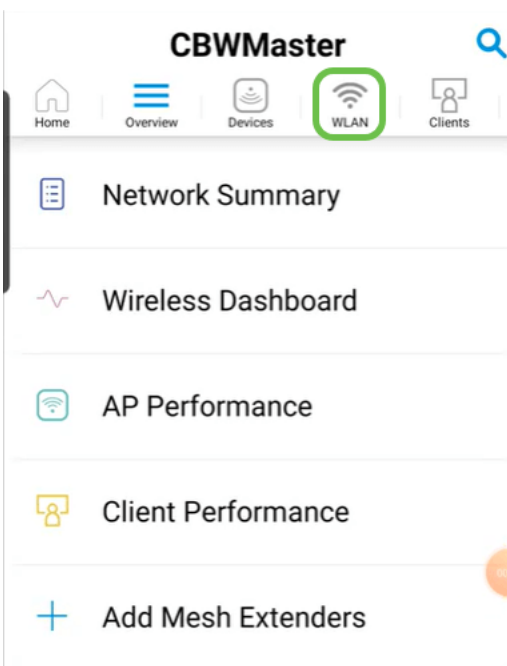 CBWMaster
Home Overview Devices WLAN Clients
Network Summary
Wireless Dashboard
AP Performance
Client Performance
Add Mesh Extenders